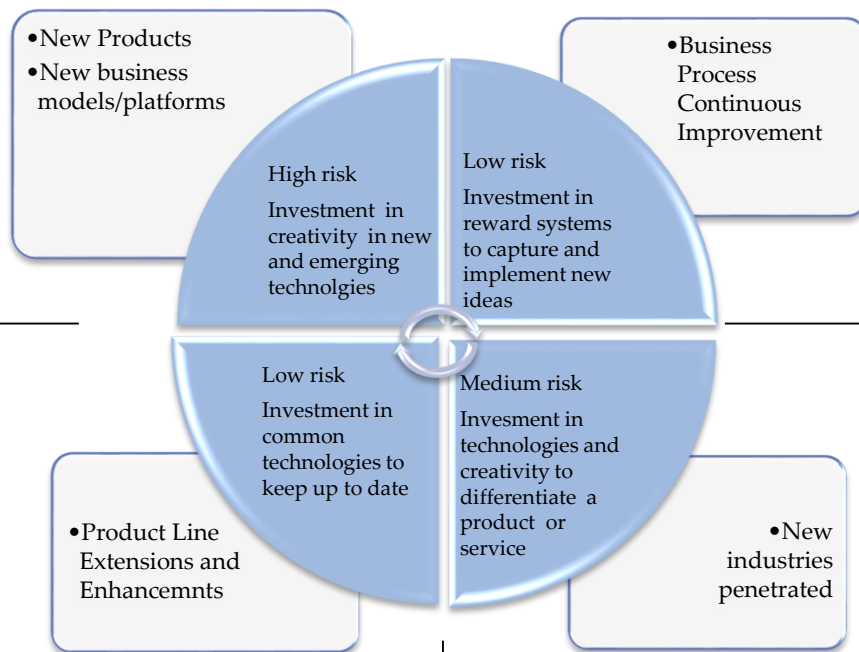 •New Products
•New business
models/platforms
•Business
Process
Continuous
Improvement
High risk
Investment in
creativity in new
and emerging
technolgies
Low risk
Investment in
reward systems
to capture and
implement new
ideas
Low risk
Investment in
common
technologies to
keep up to date
Medium risk
Invesment in
technologies and
creativity to
differentiate a
product or
service
•Product Line
Extensions and
Enhancemnts
•New
industries
penetrated